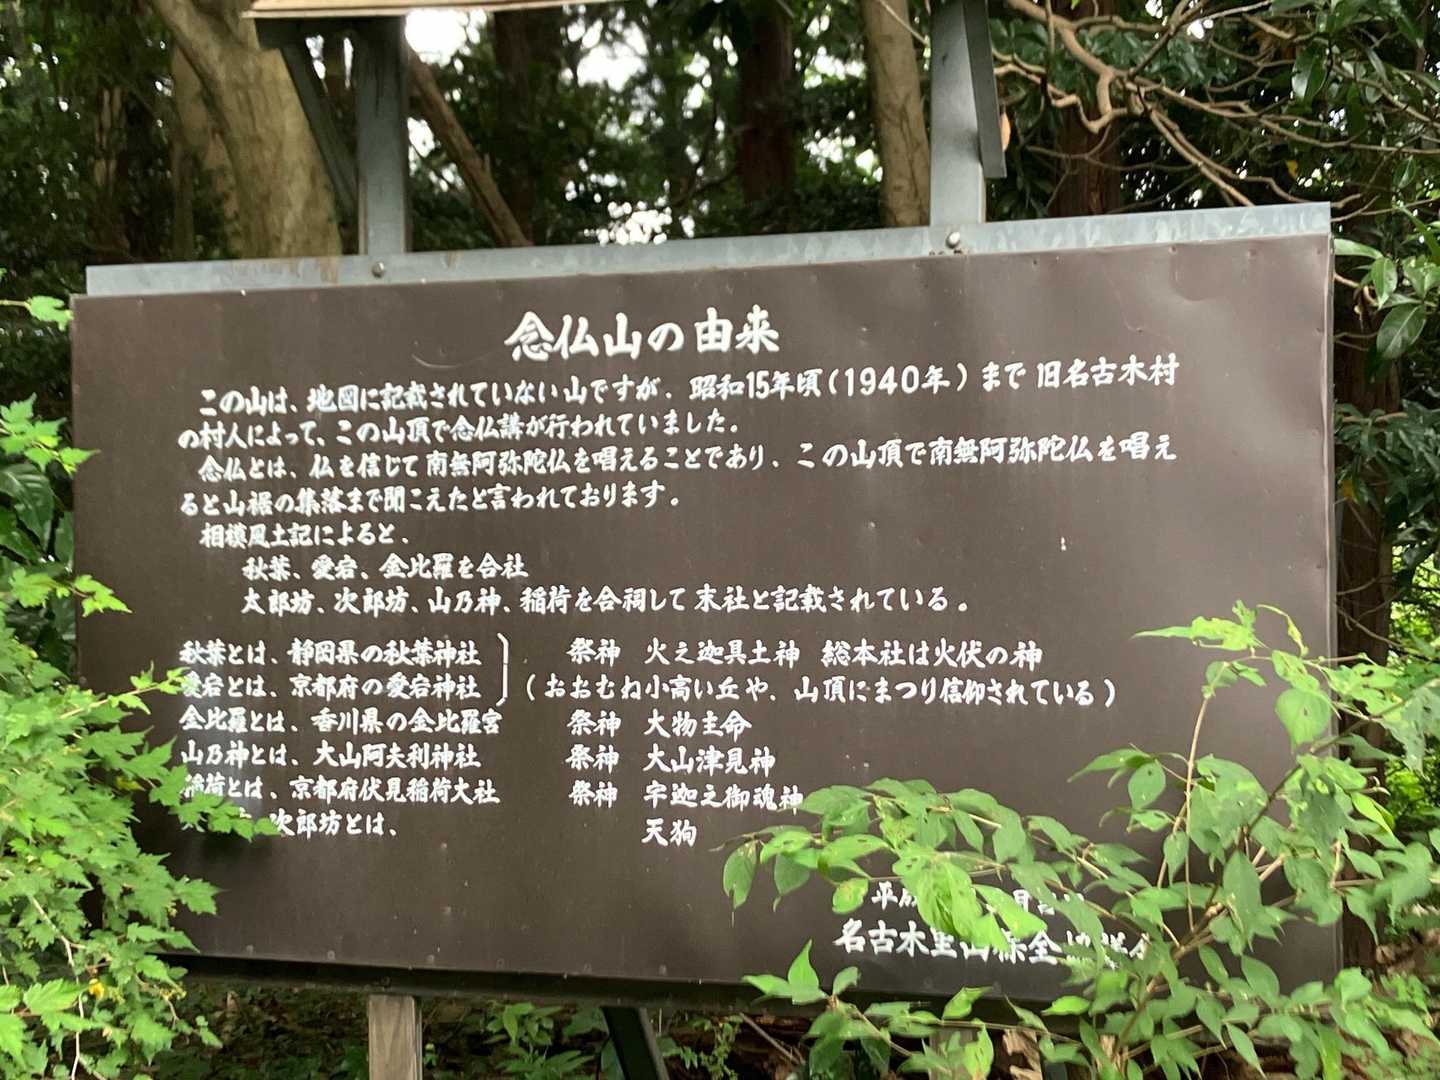 念仏山の由来
この山は、地図に記載されていない山ですが、昭和15年頃(1940年)まで旧名古木村
の村人によって、この山頂で念仏講が行われていました。
念仏とは、仏を信じて南無阿弥陀仏を唱えることであり、この山頂で南無阿弥陀仏を唱え
ると山裾の集落まで聞こえたと言われております。
相模風土記によると、
秋葉、愛宕、金比羅を合社
太郎坊、次郎坊、山乃神、稲荷を合祠して末社と記載されている。
秋葉とは、静岡県の秋葉神社 祭神 火之迦具土神 総本社は火伏の神
愛宕とは、京都府の愛宕神社 (おおむね小高い丘や、山頂にまつり信仰されている)
金比羅とは、香川県の金比羅宮 祭神 大物主命
山乃神とは、大山阿夫利神社 祭神 大山津見神
稲荷とは、京都府伏見稲荷大社 祭神 宇迦之御魂神
次郎坊とは、 天狗
平成 月
名古木里山保全